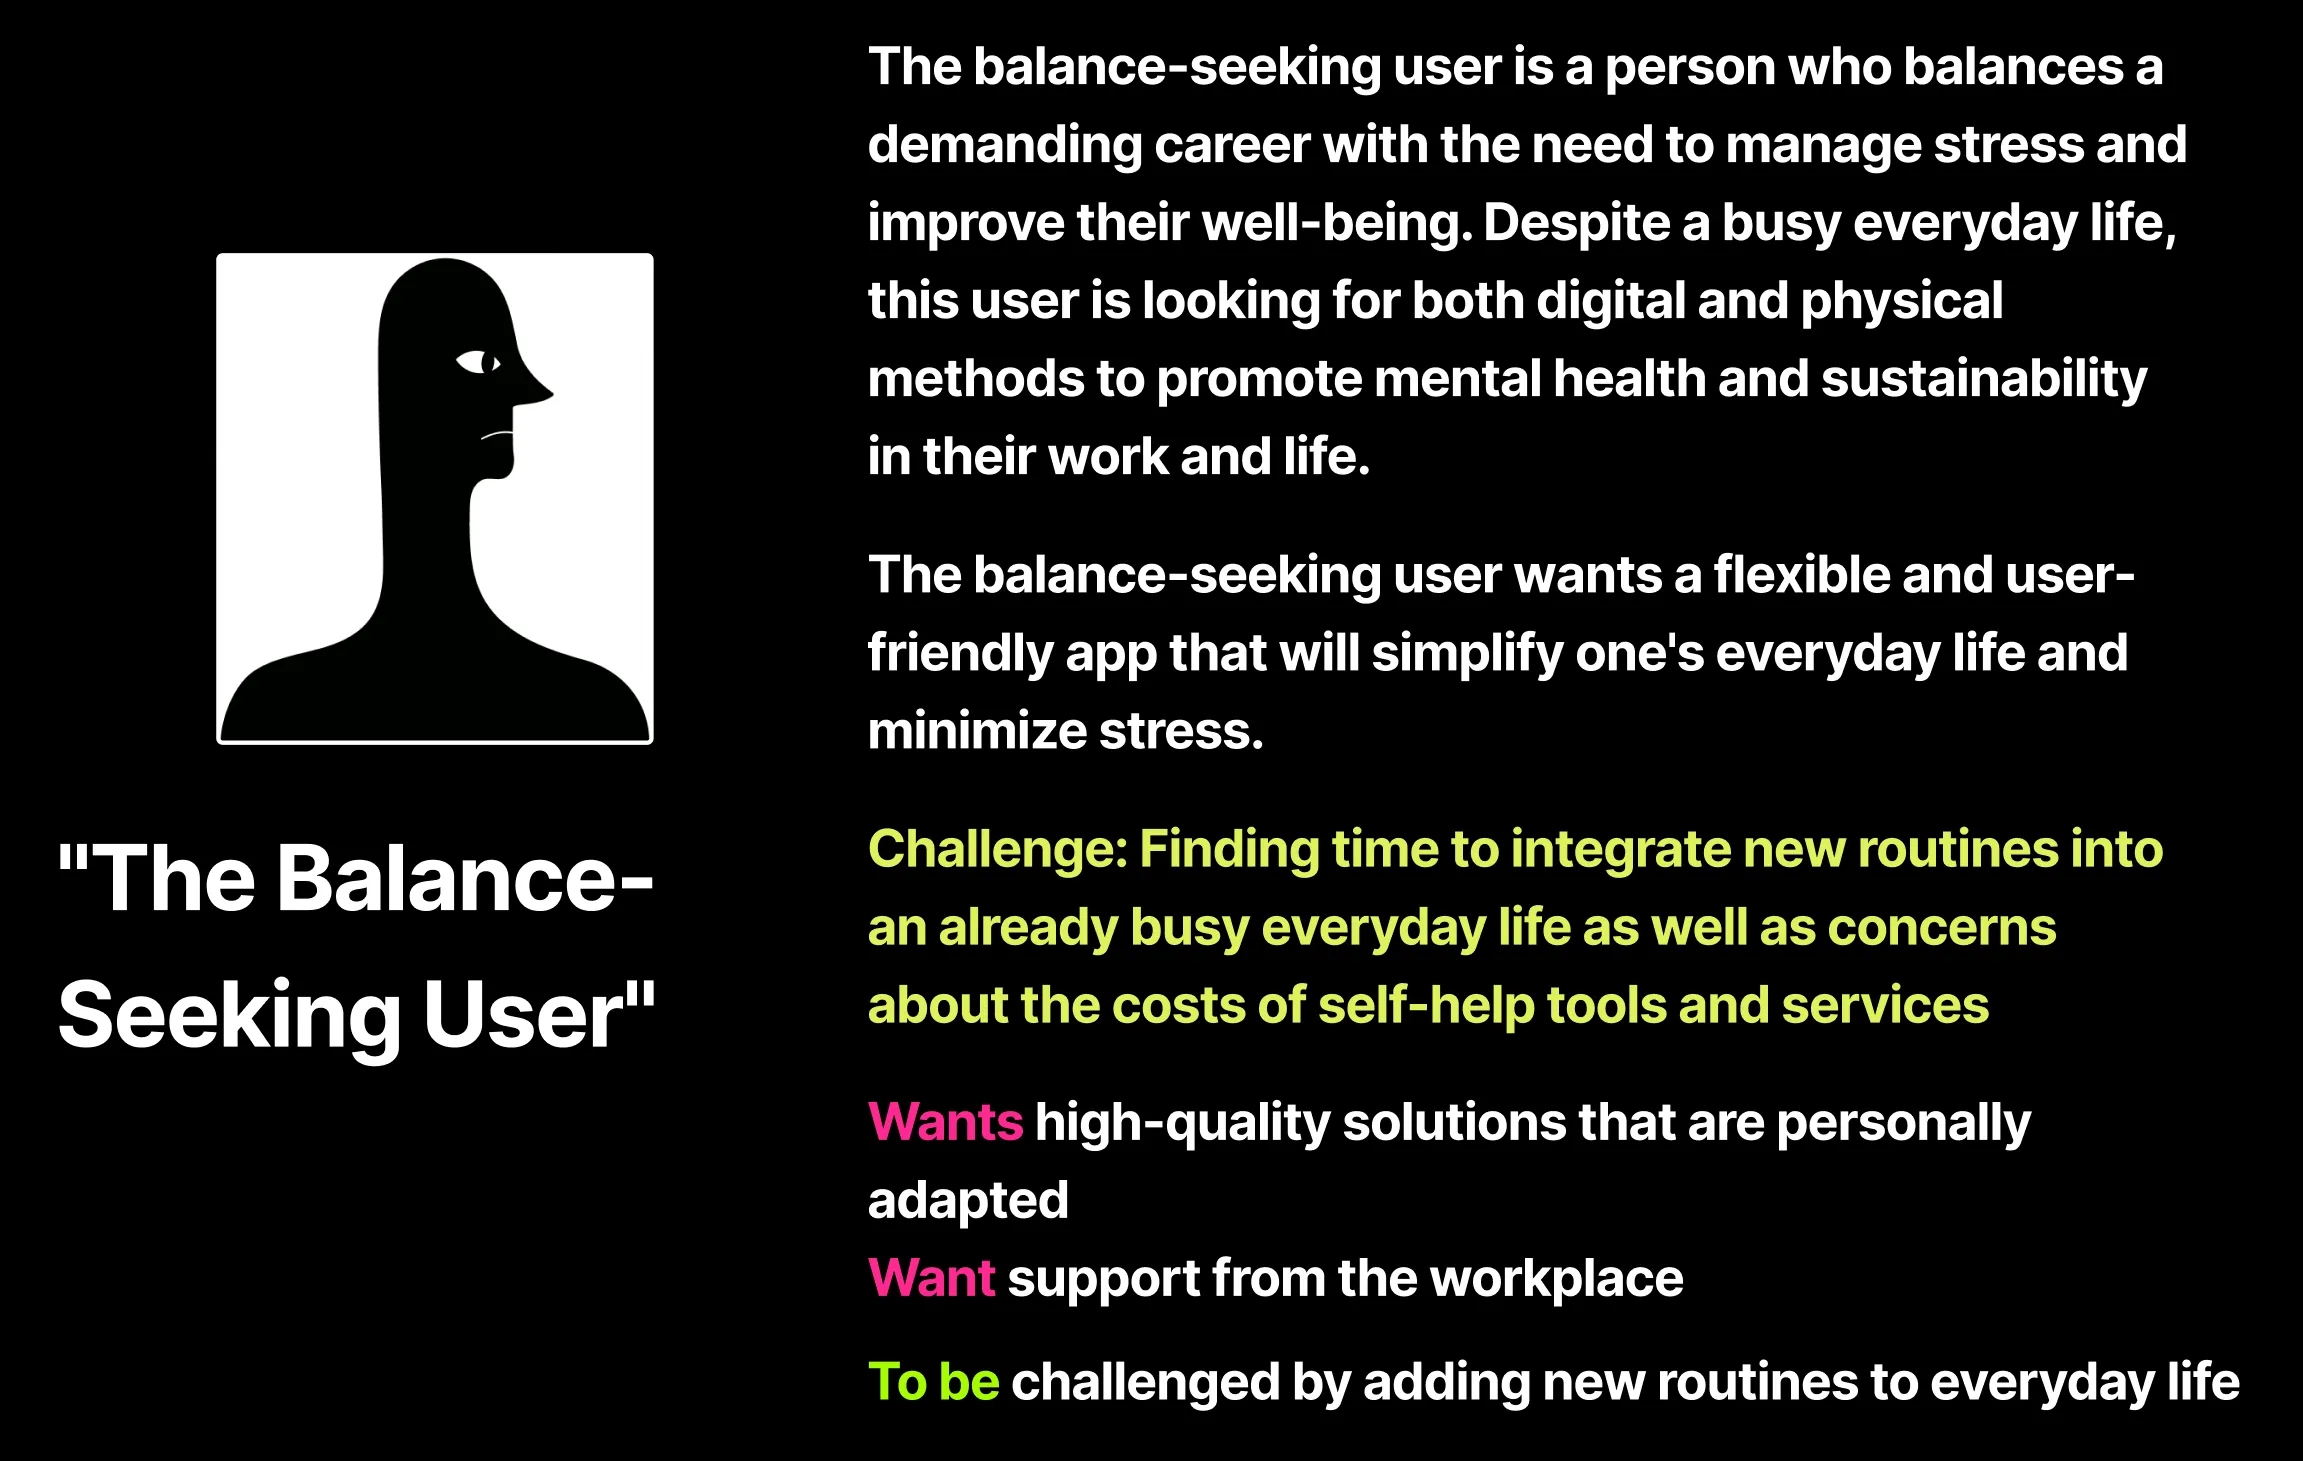 "The Balance-
Seeking User"
The balance-seeking user is a person who balances a
demanding career with the need to manage stress and
improve their well-being. Despite a busy everyday life,
this user is looking for both digital and physical
methods to promote mental health and sustainability
in their work and life.
The balance-seeking user wants a flexible and user-
friendly app that will simplify one's everyday life and
minimize stress.
Challenge: Finding time to integrate new routines into
an already busy everyday life as well as concerns
about the costs of self-help tools and services
Wants high-quality solutions that are personally
adapted
Want support from the workplace
To be challenged by adding new routines to everyday life